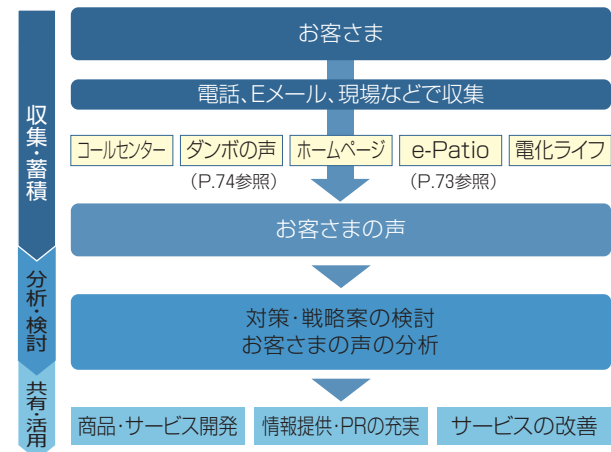 お客さま
電話、Eメール、現場などで収集
収集・蓄積
コールセンター
ダンボの声
ホームページ
e-Patio
電化ライフ
（P.74参照）
（P.73参照）
お客さまの声
分析・検討
対策・戦略案の検討
お客さまの声の分析
共有・活用
商品・サービス開発
情報提供・PRの充実
サービスの改善